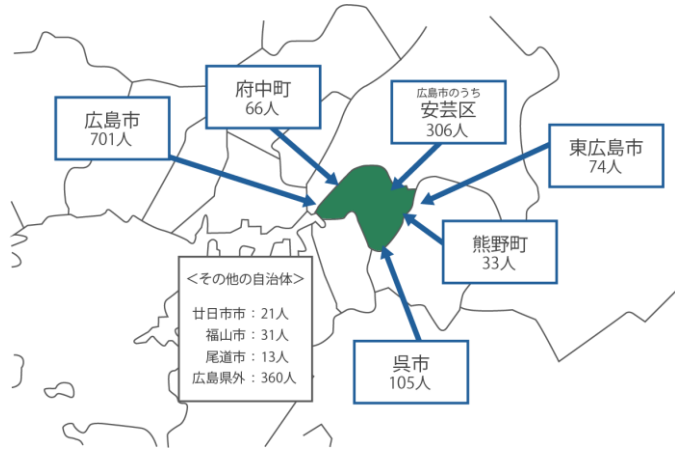 府中町
66人
広島市のうち
安芸区
306人
広島市
701人
東広島市
74人
熊野町
33人
＜その他の自治体＞
廿日市市：21人
福山市：31人
尾道市：13人
広島県外：360人
呉市
105人